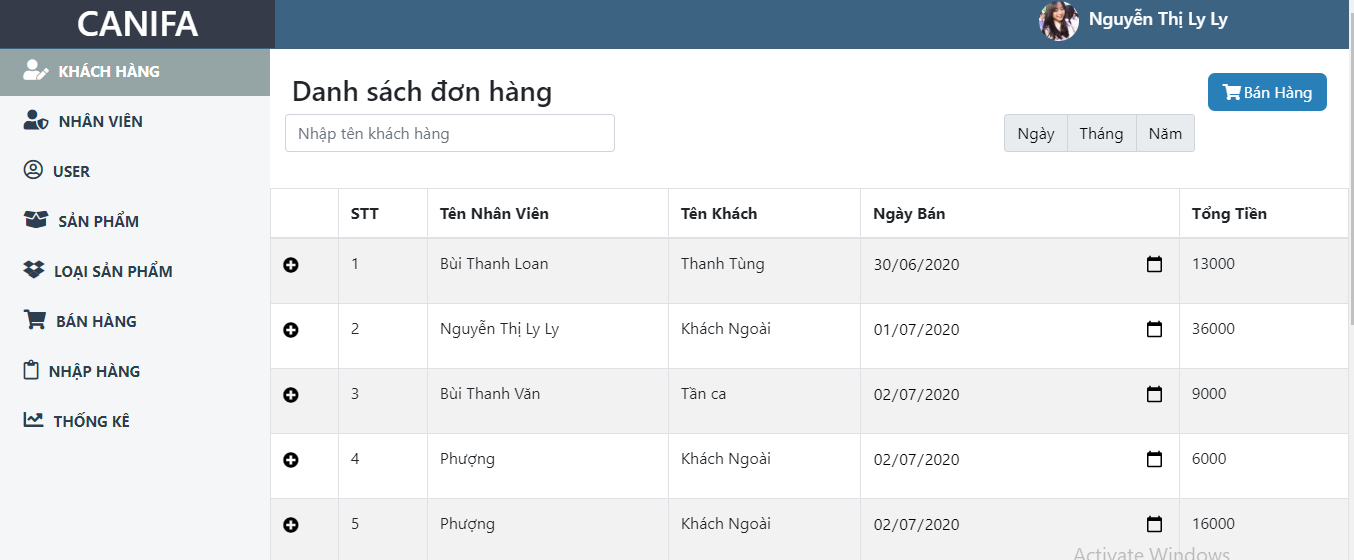 CANIFA
Nguyễn Thị Ly Ly
KHÁCH HÀNG
NHÂN VIÊN
USER
SẢN PHẨM
LOẠI SẢN PHẨM
BÁN HÀNG
NHẬP HÀNG
THỐNG KÊ
Danh sách đơn hàng
Bán Hàng
Nhập tên khách hàng
Ngày Tháng Năm
STT Tên Nhân Viên Tên Khách Ngày Bán Tổng Tiền
1 Bùi Thanh Loan Thanh Tùng 30/06/2020 13000
2 Nguyễn Thị Ly Ly Khách Ngoài 01/07/2020 36000
3 Bùi Thanh Văn Tần ca 02/07/2020 9000
4 Phượng Khách Ngoài 02/07/2020 6000
5 Phượng Khách Ngoài 02/07/2020 16000
Activate Windows